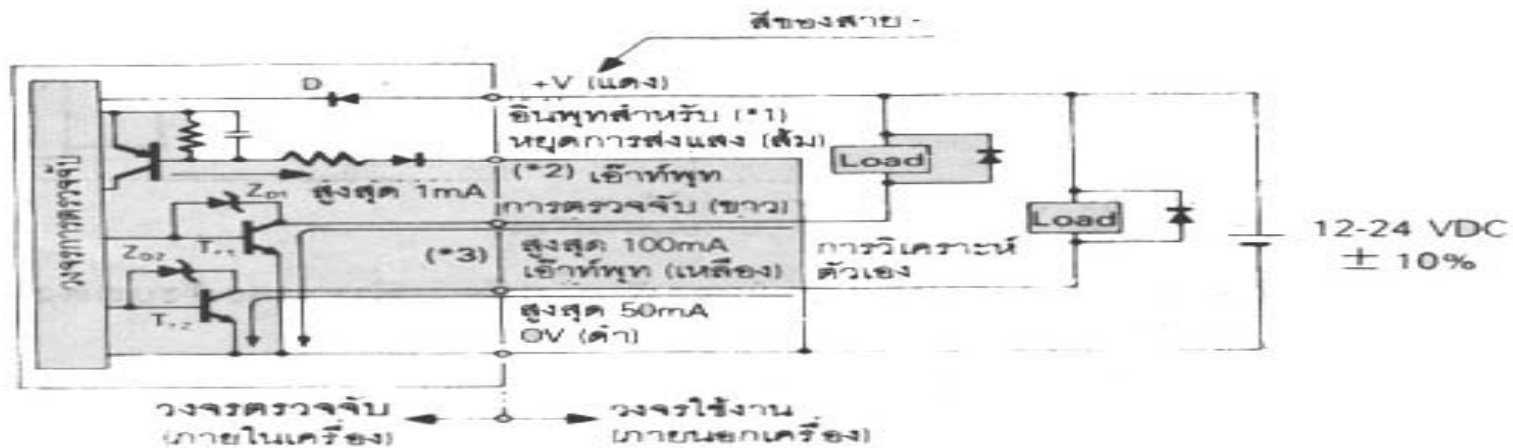 สีของสาย
D
+V (แดง)
อินพุทสำหรับ (*1)
หยุดการส่งแสง (ส้ม)
(*2) เอ๊าท์พุท
การตรวจจับ (ขาว)
สูงสุด 1mA
วงจรการตรวจจับ
ZD1
Tr1
(*3)
สูงสุด 100mA
เอ๊าท์พุท (เหลือง)
การวิเคราะห์
ตัวเอง
ZD2
Tr2
สูงสุด 50mA
0V (ดำ)
Load
Load
12-24 VDC
± 10%
วงจรตรวจจับ
(ภายในเครื่อง)
วงจรใช้งาน
(ภายนอกเครื่อง)